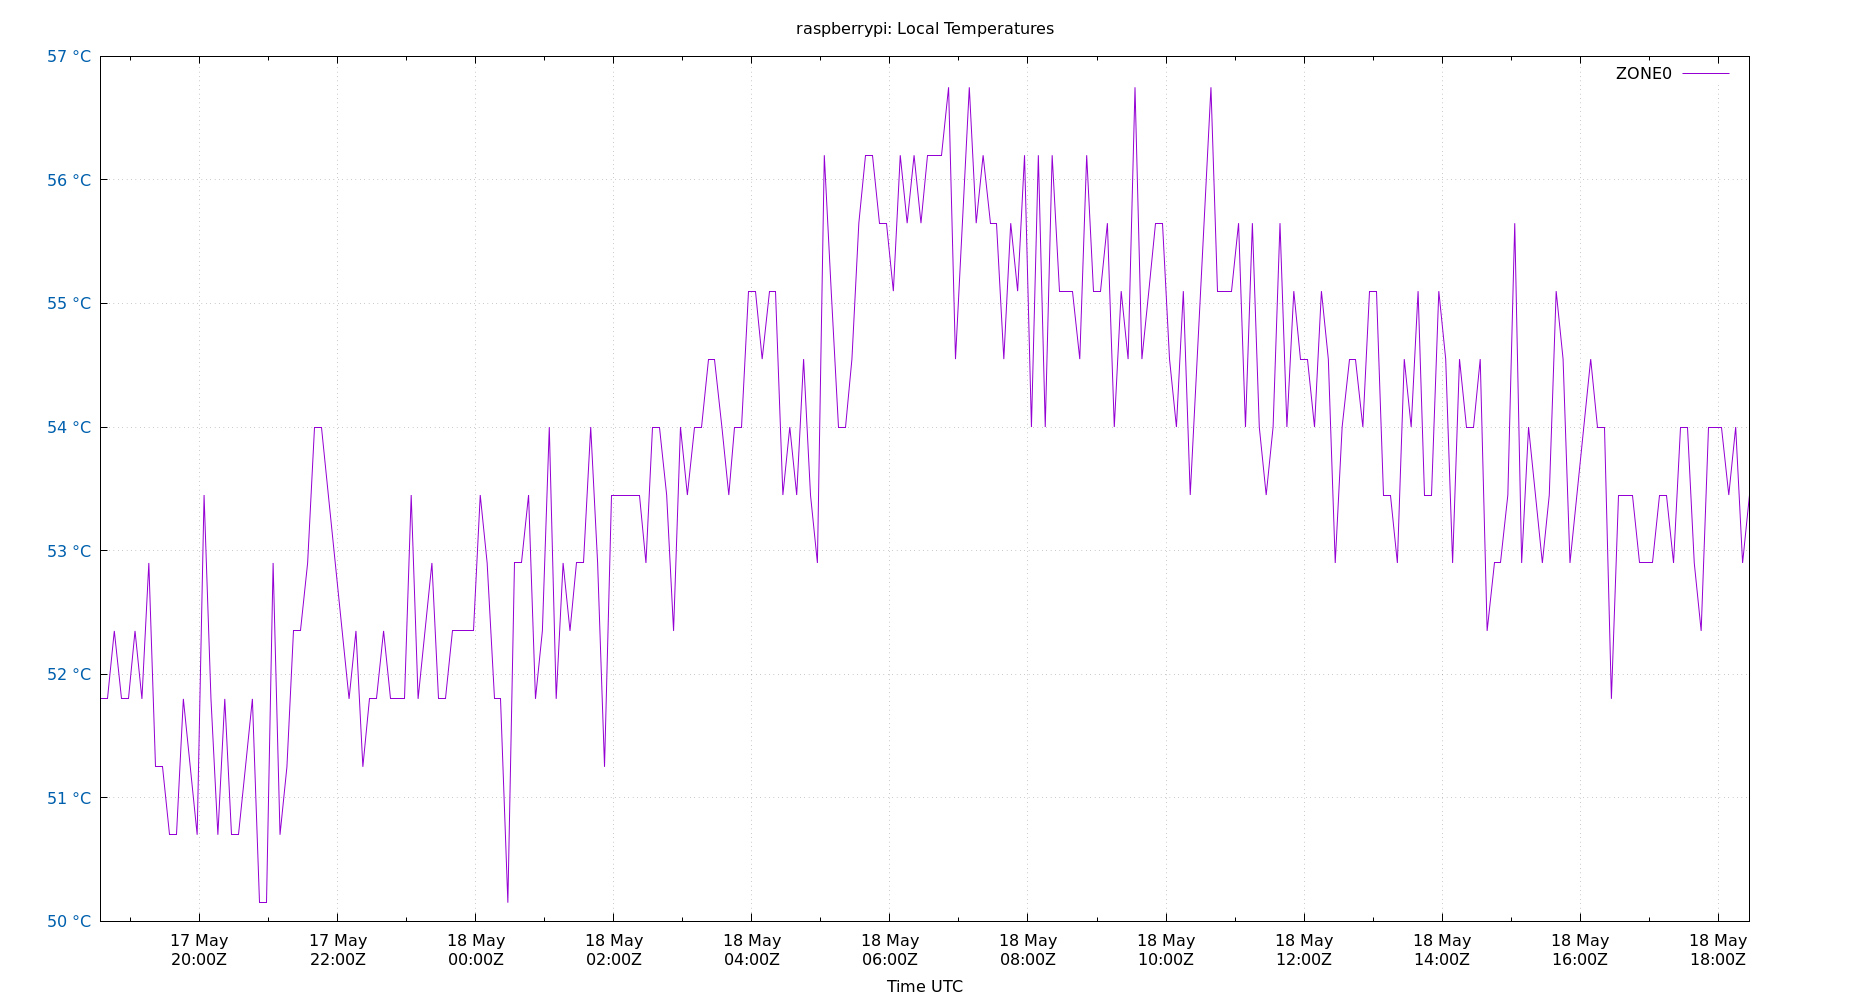 raspberrypi: Local Temperatures
57 °C
ZONE0
56 °C
55 °C
54 °C
53 °C
52 °C
51 °C
50 °C
17 May 17 May 18 May 18 May 18 May 18 May 18 May 18 May 18 May 18 May 18 May 18 May
20:00Z 22:00Z 00:00Z 02:00Z 04:00Z 06:00Z 08:00Z 10:00Z 12:00Z 14:00Z 16:00Z 18:00Z
Time UTC